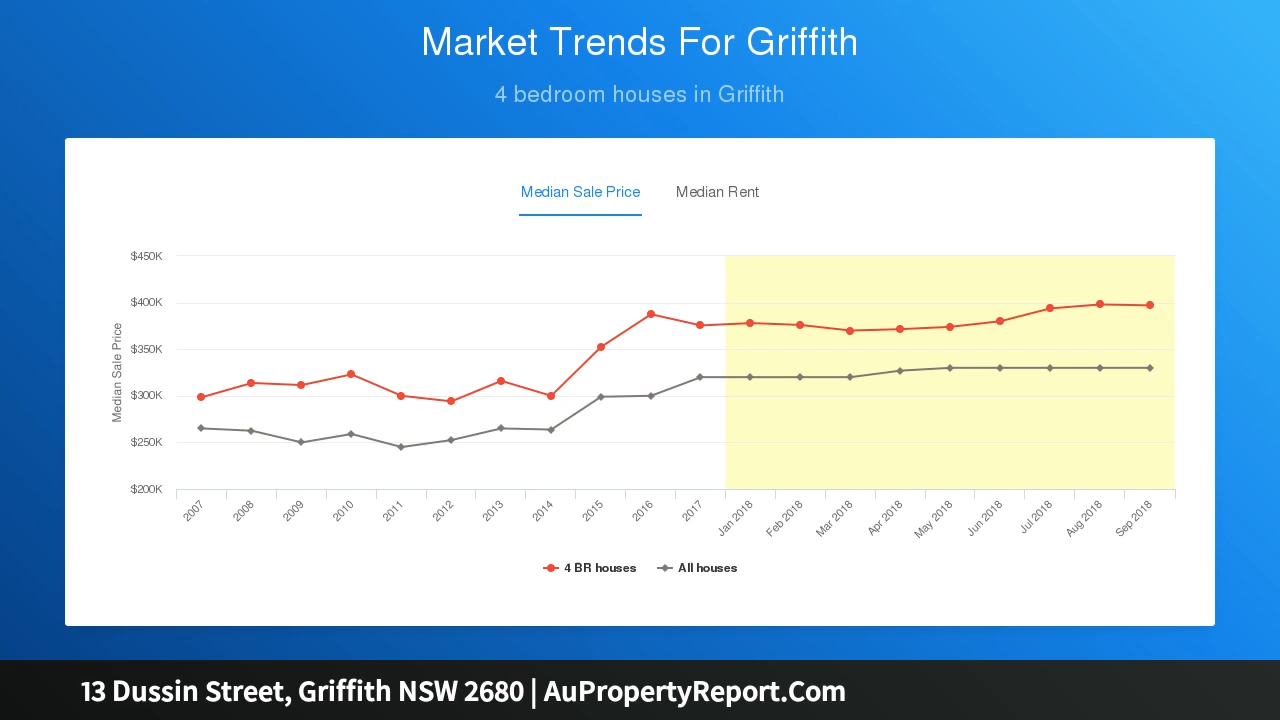 Market Trends For Griffith
4 bedroom houses in Griffith
Median Sale Price Median Rent
$450K
$400K
$350K
$300K
$250K
$200K
Median Sale Price
2007 2008 2009 2010 2011 2012 2013 2014 2015 2016 2017 Jan 2018 Feb 2018 Mar 2018 Apr 2018 May 2018 Jun 2018 Jul 2018 Aug 2018 Sep 2018
4 BR houses All houses
13 Dussin Street, Griffith NSW 2680 | AuPropertyReport.Com